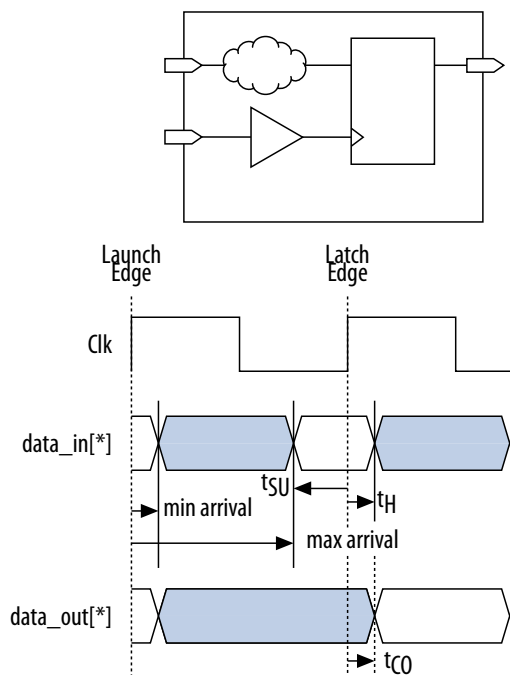 Launch
Edge
Latch
Edge
Clk
data_in[*]
tSU
tH
min arrival
max arrival
data_out[*]
tCO